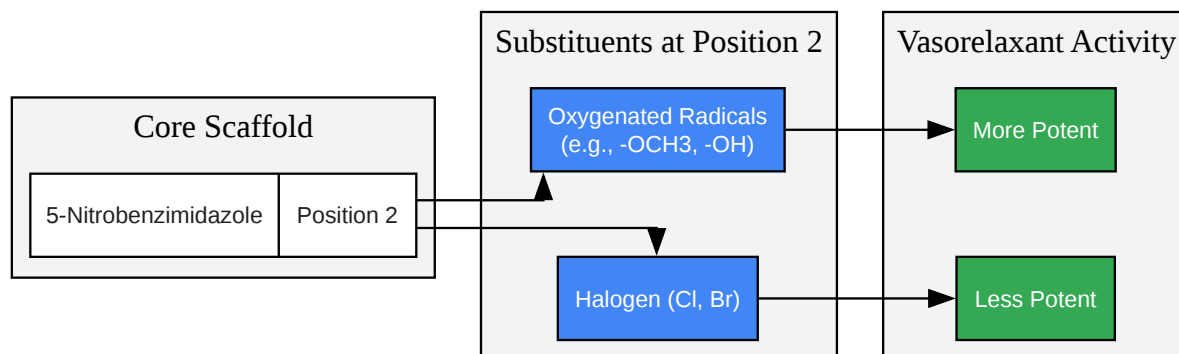 Core Scaffold
5-Nitrobenzimidazole
Position 2
Substituents at Position 2
Oxygenated Radicals
(e.g., -OCH3, -OH)
Halogen (Cl, Br)
Vasorelaxant Activity
More Potent
Less Potent